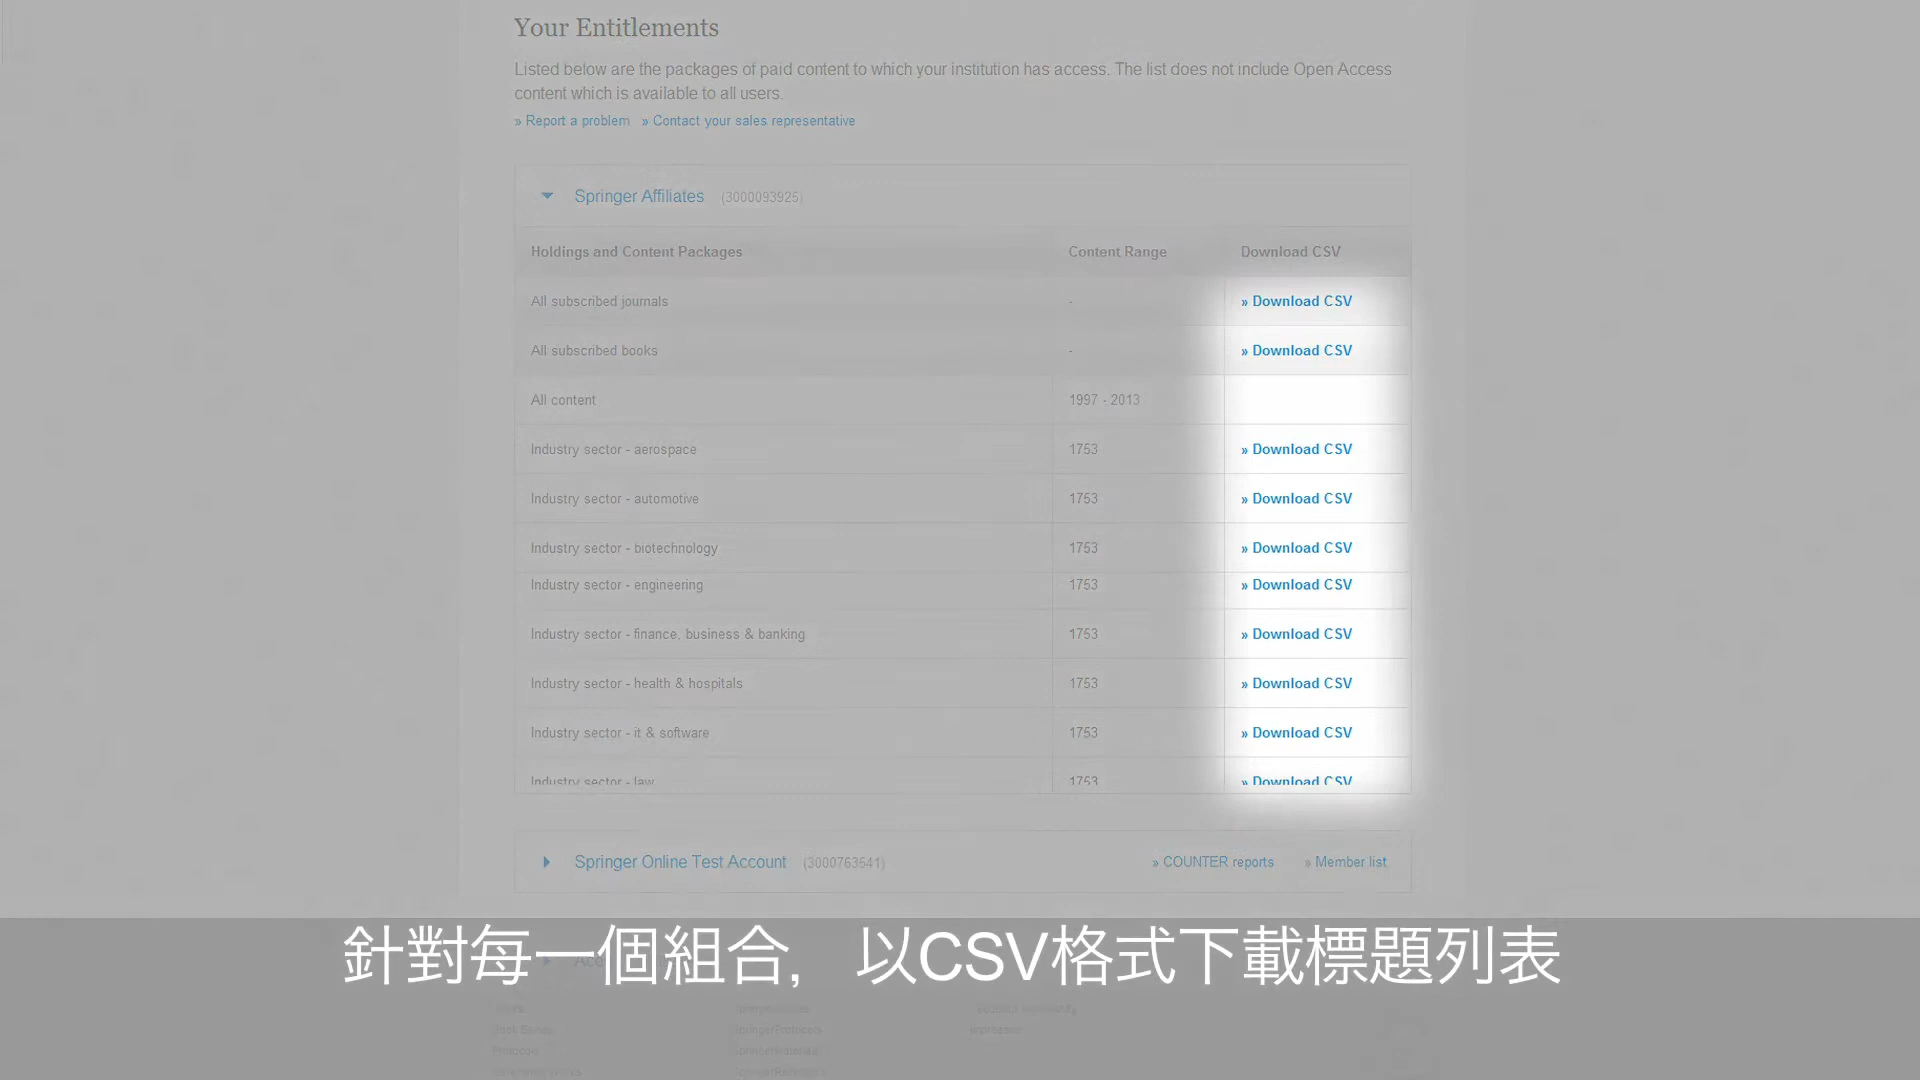 Your Entitlements
Listed below are the packages of paid content to which your institution has access. The list does not include Open Access
content which is available to all users.
» Report a problem » Contact your sales representative
Springer Affiliates (3000093925)
Holdings and Content Packages Content Range Download CSV
All subscribed journals - » Download CSV
All subscribed books - » Download CSV
All content 1997 - 2013
Industry sector - aerospace 1753 » Download CSV
Industry sector - automotive 1753 » Download CSV
Industry sector - biotechnology 1753 » Download CSV
Industry sector - engineering 1753 » Download CSV
Industry sector - finance, business & banking 1753 » Download CSV
Industry sector - health & hospitals 1753 » Download CSV
Industry sector - it & software 1753 » Download CSV
Industry sector - law 1753 » Download CSV
Springer Online Test Account (3000763541) » COUNTER reports » Member list
針對每一個組合, 以CSV格式下載標題列表
SpringerProtocols
Impressum
Protocols
SpringerMaterials